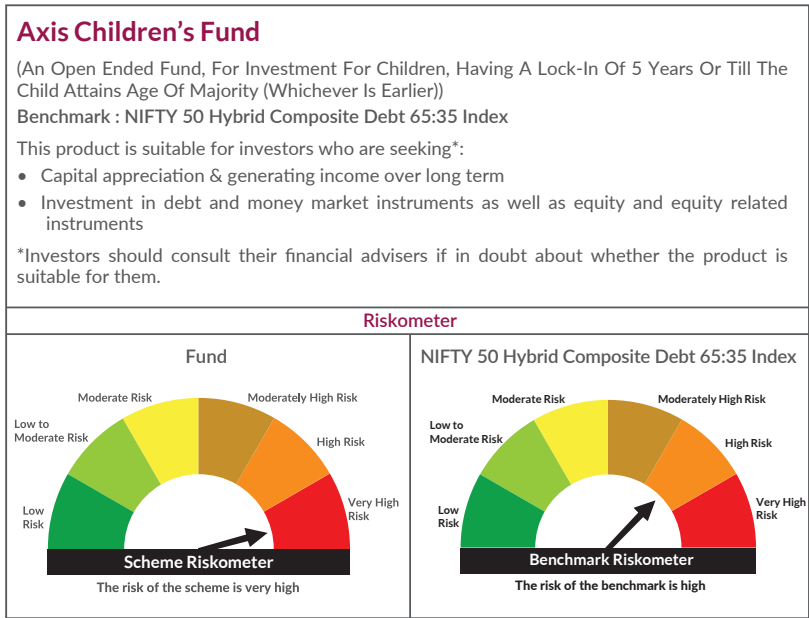 Axis Children’s Fund
(An Open Ended Fund, For Investment For Children, Having A Lock-In Of 5 Years Or Till The
Child Attains Age Of Majority (Whichever Is Earlier))
Benchmark : NIFTY 50 Hybrid Composite Debt 65:35 Index
This product is suitable for investors who are seeking*:
• Capital appreciation & generating income over long term
• Investment in debt and money market instruments as well as equity and equity related
instruments
*Investors should consult their financial advisers if in doubt about whether the product is
suitable for them.
Riskometer
Fund
Low
Risk
Low to
Moderate Risk
Moderate Risk
Moderately High Risk
High Risk
Very High
Risk
Scheme Riskometer
The risk of the scheme is very high
NIFTY 50 Hybrid Composite Debt 65:35 Index
Low
Risk
Low to
Moderate Risk
Moderate Risk
Moderately High Risk
High Risk
Very High
Risk
Benchmark Riskometer
The risk of the benchmark is high